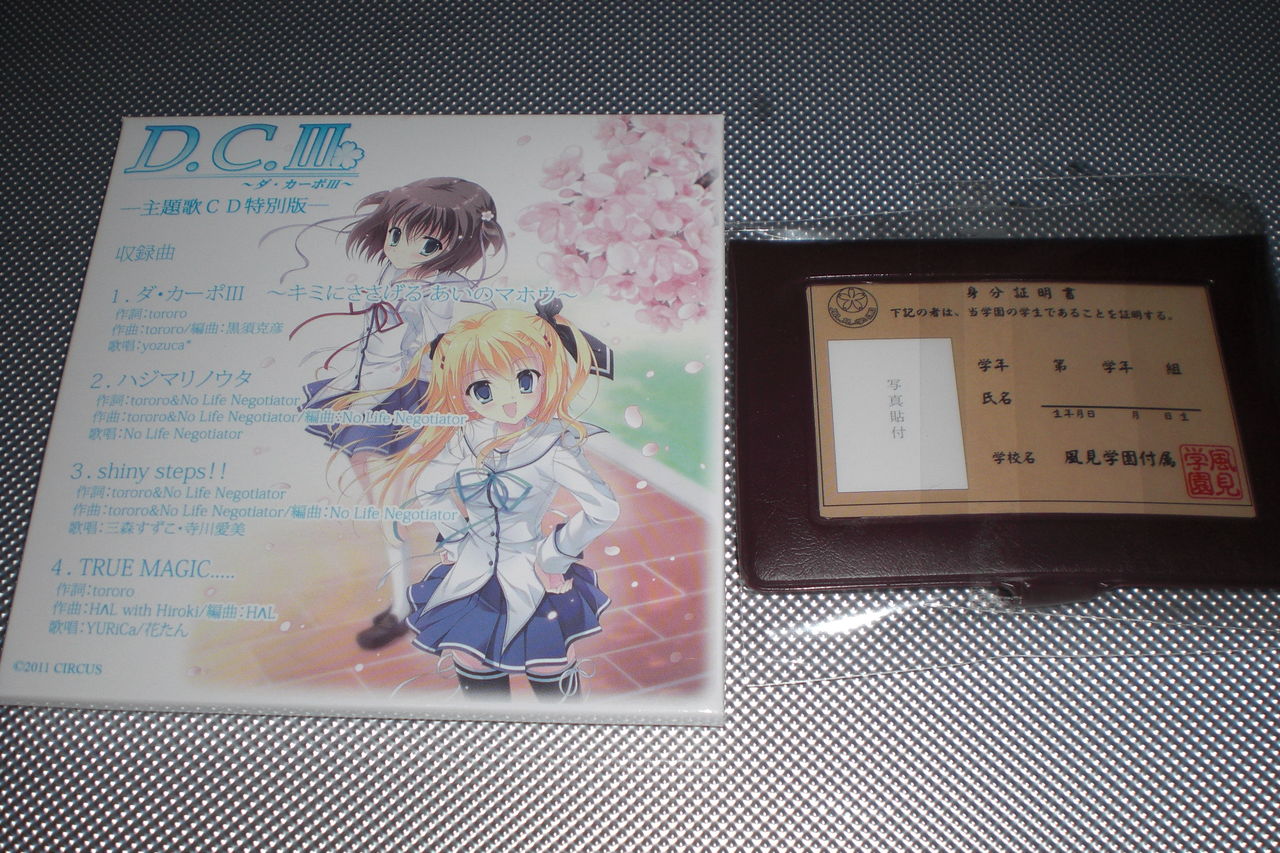 D.C.III
～ダ・カーポIII～
―主題歌ＣＤ特別版―
収録曲
1．ダ・カーポIII　～キミにささげる あいのマホウ～
作詞：tororo
作曲：tororo/編曲：黒須克彦
歌唱：yozuca*
2．ハジマリノウタ
作詞：tororo&No Life Negotiator
作曲：tororo&No Life Negotiator/編曲：No Life Negotiator
歌唱：No Life Negotiator
3．shiny steps!!
作詞：tororo&No Life Negotiator
作曲：tororo&No Life Negotiator/編曲：No Life Negotiator
歌唱：三森すずこ・寺川愛美
4．TRUE MAGIC.....
作詞：tororo
作曲：HΛL with Hiroki/編曲：HΛL
歌唱：YURiCa/花たん
©2011 CIRCUS
身分証明書
下記の者は、当学園の学生であることを証明する。
写真貼付
学年　第　学年　組
氏名
生年月日　月　日生
学校名　風見学園付属
風見学園